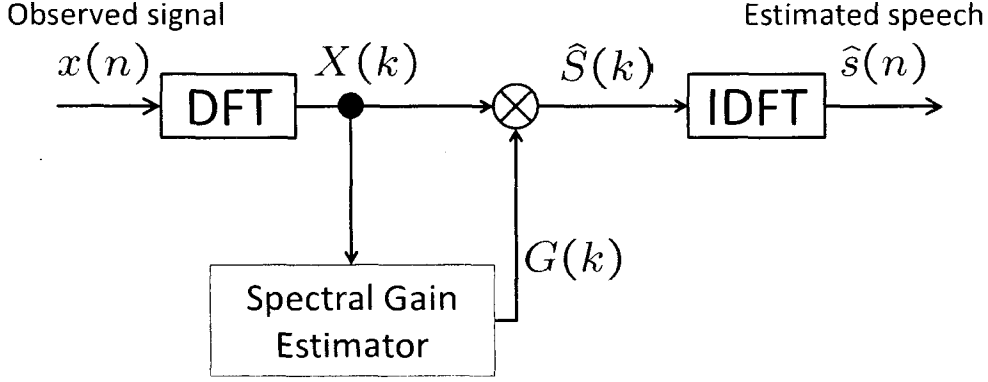 Observed signal
Estimated speech
x(n)
X(k)
Ŝ(k)
ŝ(n)
DFT
IDFT
G(k)
Spectral Gain
Estimator